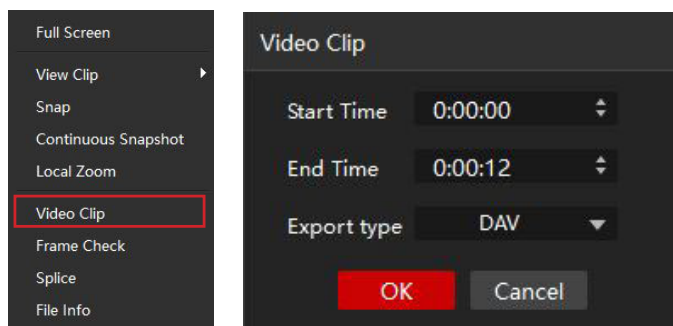 Full Screen
View Clip
Snap
Continuous Snapshot
Local Zoom
Video Clip
Frame Check
Splice
File Info
Video Clip
Start Time 0:00:00
End Time 0:00:12
Export type DAV
OK Cancel